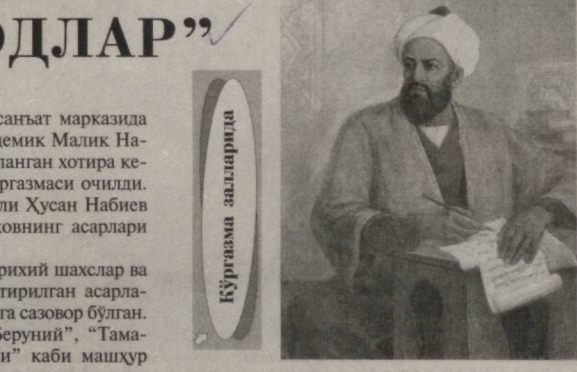 ОДЛАР”
санъат марказида
демик Малик На-
ланган хотира ке-
ргазмаси очилди.
ли Ҳусан Набиев
ковнинг асарлари
рихий шахслар ва
тирилган асарла-
га сазовор бўлган.
Беруний”, “Тама-
и” каби машҳур
Кўргазма залларида